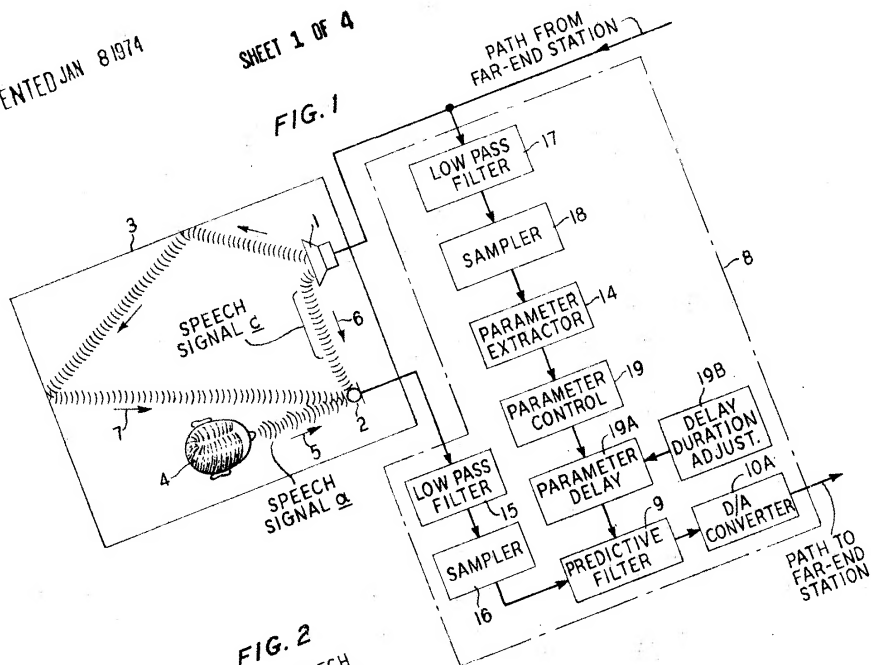 ENTED JAN 8 1974
SHEET 1 OF 4
FIG. 1
PATH FROM
FAR-END STATION
LOW PASS
FILTER
17
SAMPLER
18
PARAMETER
EXTRACTOR
14
PARAMETER
CONTROL
19
19B
DELAY
DURATION
ADJUST.
19A
PARAMETER
DELAY
8
3
1
SPEECH
SIGNAL c
6
7
2
4
5
SPEECH
SIGNAL a
LOW PASS
FILTER
15
SAMPLER
16
9
PREDICTIVE
FILTER
10A
D/A
CONVERTER
PATH TO
FAR-END
STATION
FIG. 2